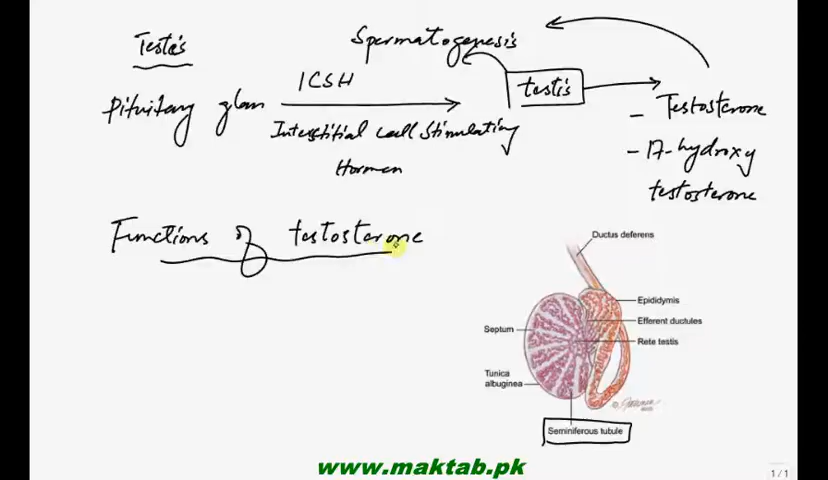 Testes
Spermatogenesis
ICSH
testis
Pituitary glan
Interstitial cell Stimulating
Hormon
- Testosterone
- 17-hydroxy
testosterone
Functions of testosterone
Ductus deferens
Epididymis
Efferent ductules
Rete testis
Septum
Tunica
albuginea
Seminiferous tubule
www.maktab.pk
1/1